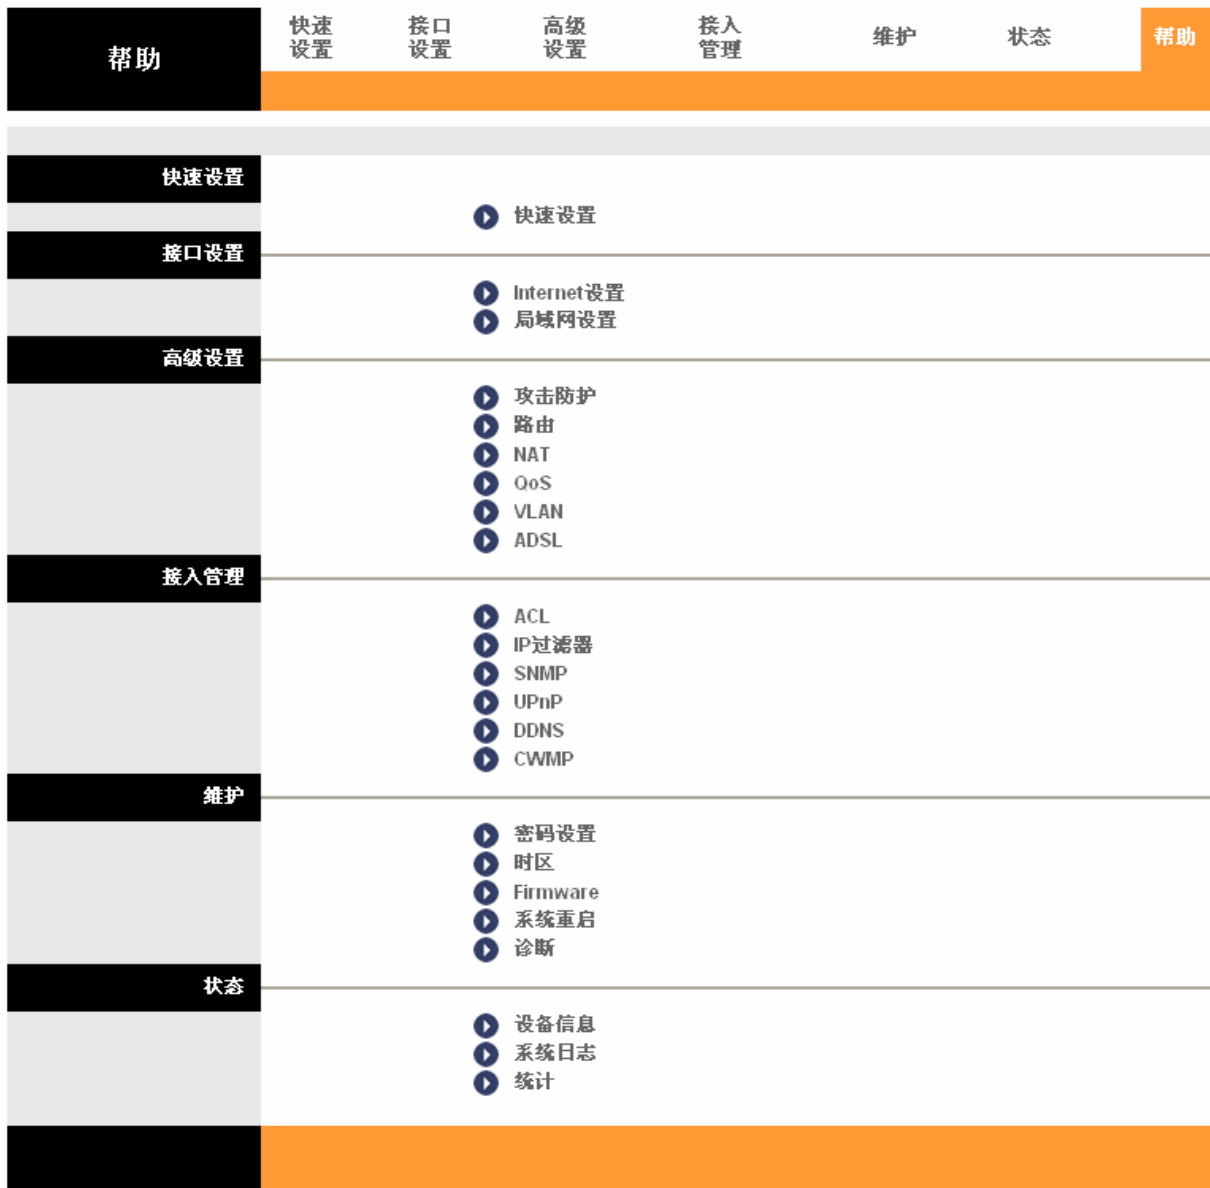 帮助
快速
设置
接口
设置
高级
设置
接入
管理
维护
状态
帮助
快速设置
快速设置
接口设置
Internet设置
局域网设置
高级设置
攻击防护
路由
NAT
QoS
VLAN
ADSL
接入管理
ACL
IP过滤器
SNMP
UPnP
DDNS
CWMP
维护
密码设置
时区
Firmware
系统重启
诊断
状态
设备信息
系统日志
统计